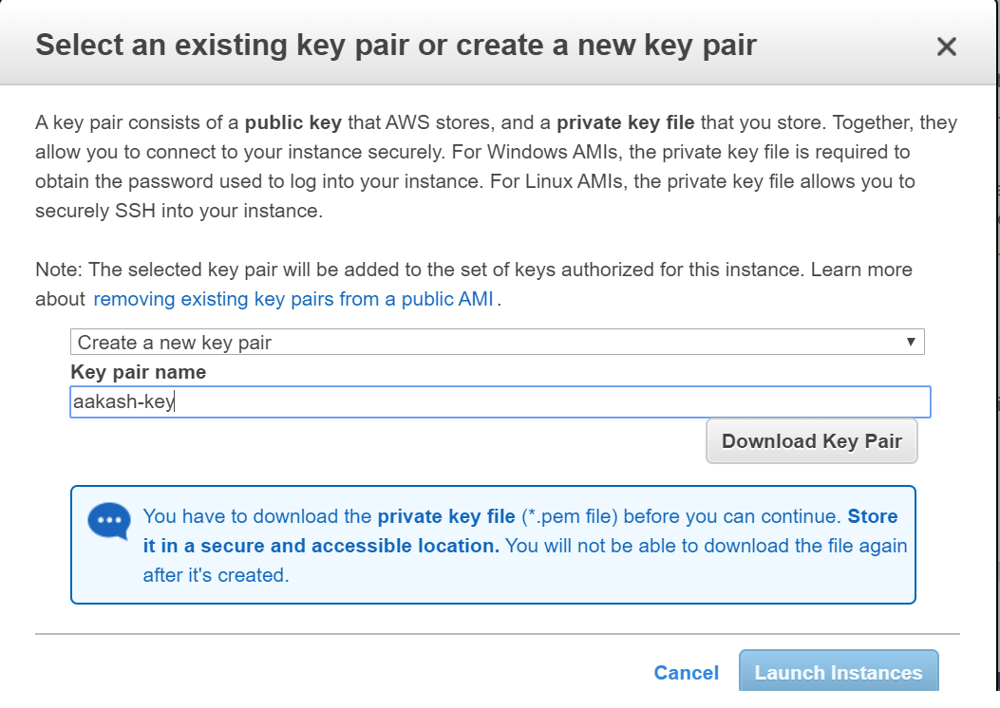 Select an existing key pair or create a new key pair
A key pair consists of a public key that AWS stores, and a private key file that you store. Together, they
allow you to connect to your instance securely. For Windows AMIs, the private key file is required to
obtain the password used to log into your instance. For Linux AMIs, the private key file allows you to
securely SSH into your instance.
Note: The selected key pair will be added to the set of keys authorized for this instance. Learn more
about removing existing key pairs from a public AMI .
Create a new key pair
Key pair name
aakash-key
Download Key Pair
You have to download the private key file (*.pem file) before you can continue. Store
it in a secure and accessible location. You will not be able to download the file again
after it's created.
Cancel Launch Instances